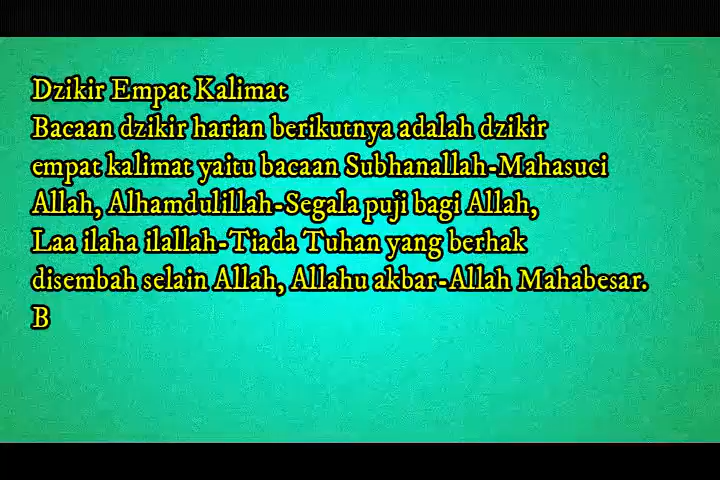 Dzikir Empat Kalimat
Bacaan dzikir harian berikutnya adalah dzikir
empat kalimat yaitu bacaan Subhanallah-Mahasuci
Allah, Alhamdulillah-Segala puji bagi Allah,
Laa ilaha ilallah-Tiada Tuhan yang berhak
disembah selain Allah, Allahu akbar-Allah Mahabesar.
B